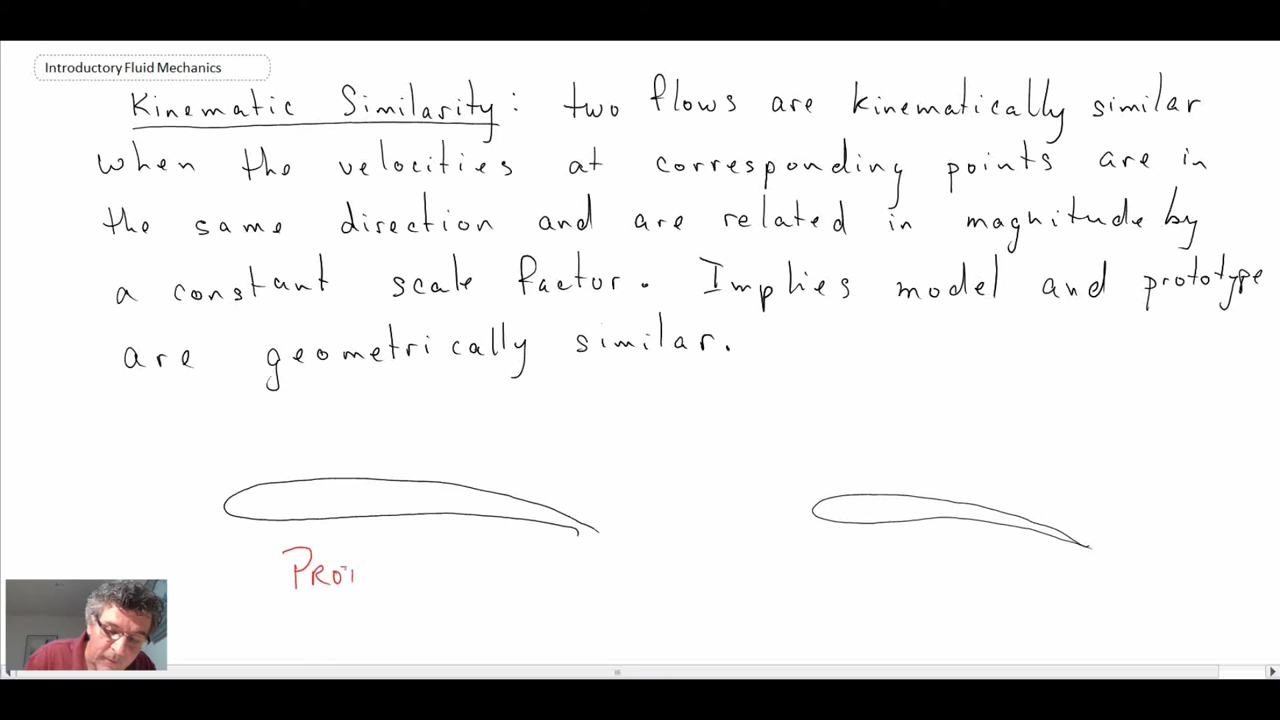 Introductory Fluid Mechanics
Kinematic Similarity: two flows are kinematically similar
when the velocities at corresponding points are in
the same direction and are related in magnitude by
a constant scale factor. Implies model and prototype
are geometrically similar.
PROT